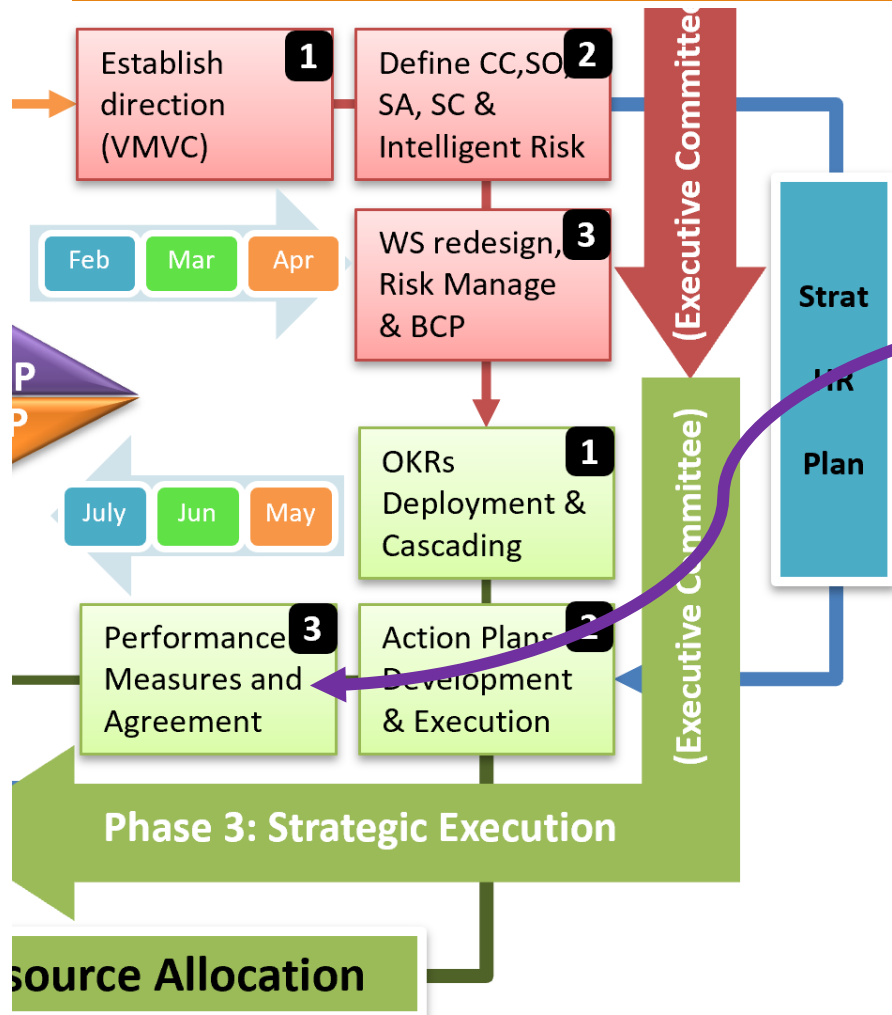 Establish
direction
(VMVC)
1
Define CC,SO,
SA, SC &
Intelligent Risk
2
(Executive Committee
WS redesign,
Risk Manage
& BCP
3
Feb
Mar
Apr
Strat
HR
Plan
P
P
OKRs
Deployment &
Cascading
1
(Executive Committee)
July
Jun
May
Performance
Measures and
Agreement
3
Action Plans
Development
& Execution
2
Phase 3: Strategic Execution
source Allocation